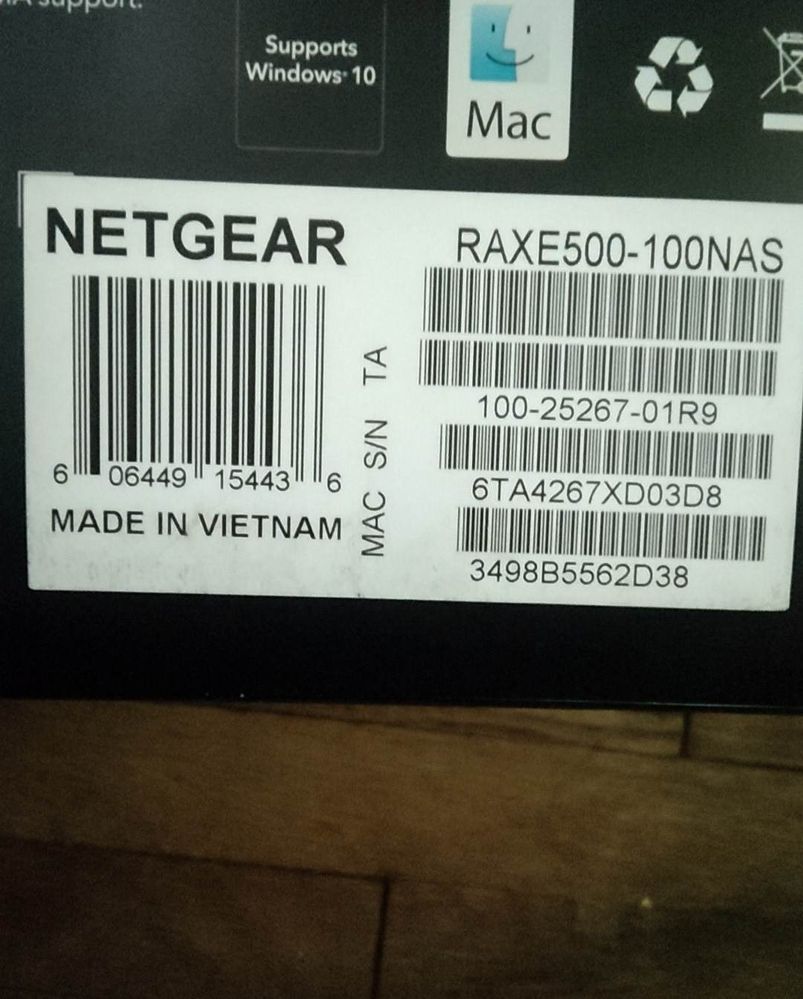 support.
Supports
Windows 10
Mac
NETGEAR
6 06449 15443 6
MADE IN VIETNAM
RAXE500-100NAS
TA
100-25267-01R9
S/N
6TA4267XD03D8
MAC
3498B5562D38